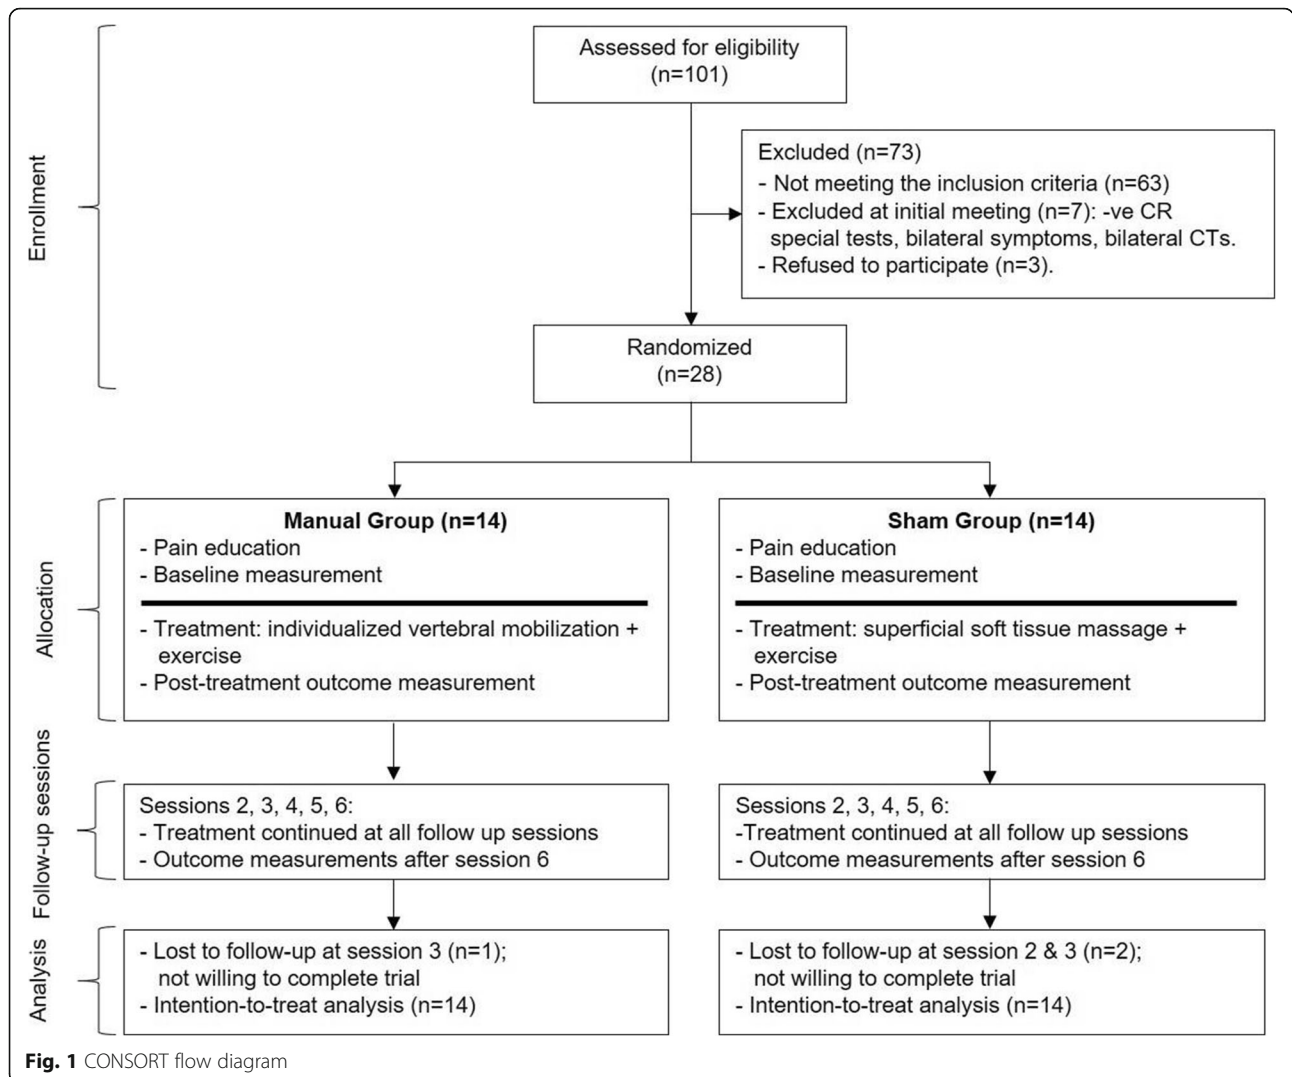 Enrollment
Assessed for eligibility
(n=101)
Excluded (n=73)
- Not meeting the inclusion criteria (n=63)
- Excluded at initial meeting (n=7): -ve CR
special tests, bilateral symptoms, bilateral CTs.
- Refused to participate (n=3).
Randomized
(n=28)
Allocation
Manual Group (n=14)
- Pain education
- Baseline measurement
- Treatment: individualized vertebral mobilization +
exercise
- Post-treatment outcome measurement
Sham Group (n=14)
- Pain education
- Baseline measurement
- Treatment: superficial soft tissue massage +
exercise
- Post-treatment outcome measurement
Follow-up sessions
Sessions 2, 3, 4, 5, 6:
- Treatment continued at all follow up sessions
- Outcome measurements after session 6
Sessions 2, 3, 4, 5, 6:
-Treatment continued at all follow up sessions
- Outcome measurements after session 6
Analysis
- Lost to follow-up at session 3 (n=1);
not willing to complete trial
- Intention-to-treat analysis (n=14)
- Lost to follow-up at session 2 & 3 (n=2);
not willing to complete trial
- Intention-to-treat analysis (n=14)
Fig. 1 CONSORT flow diagram